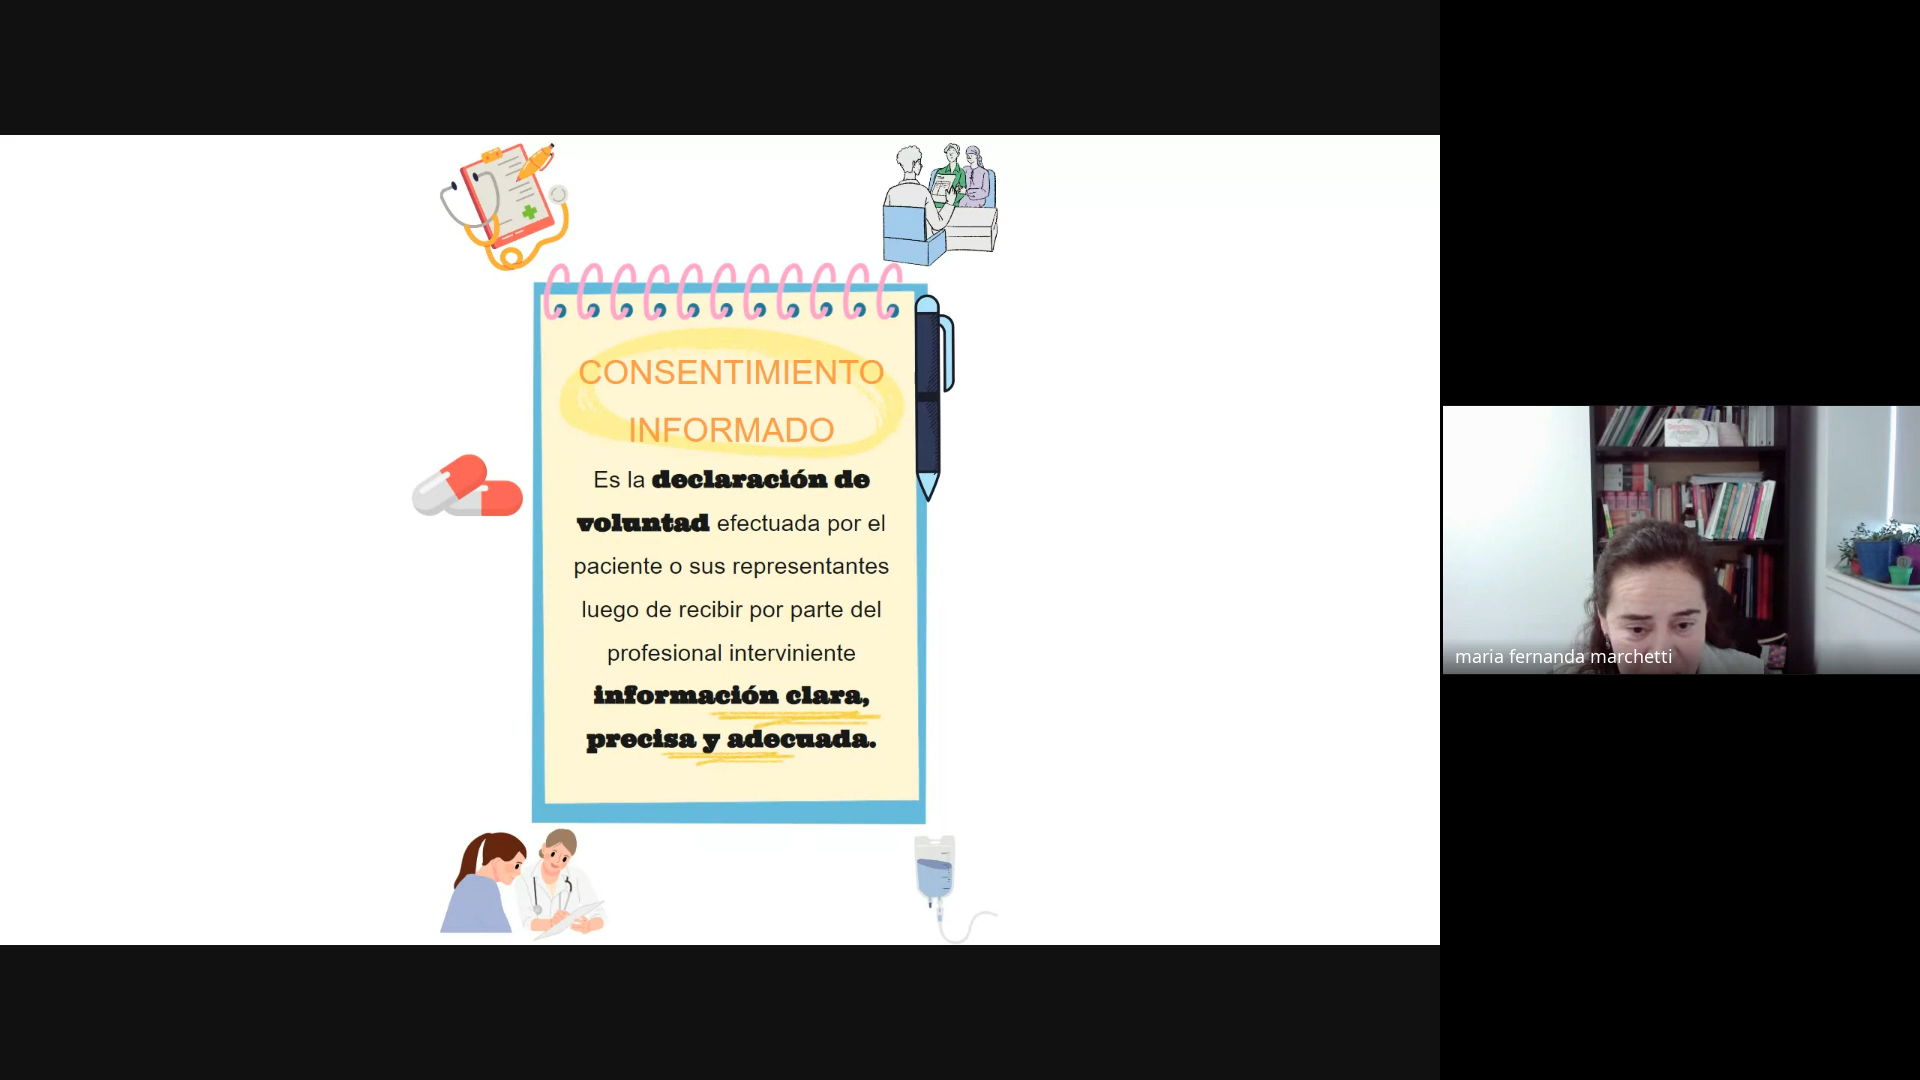 CONSENTIMIENTO
INFORMADO
Es la declaración de
voluntad efectuada por el
paciente o sus representantes
luego de recibir por parte del
profesional interviniente
información clara,
precisa y adecuada.
maria fernanda marchetti